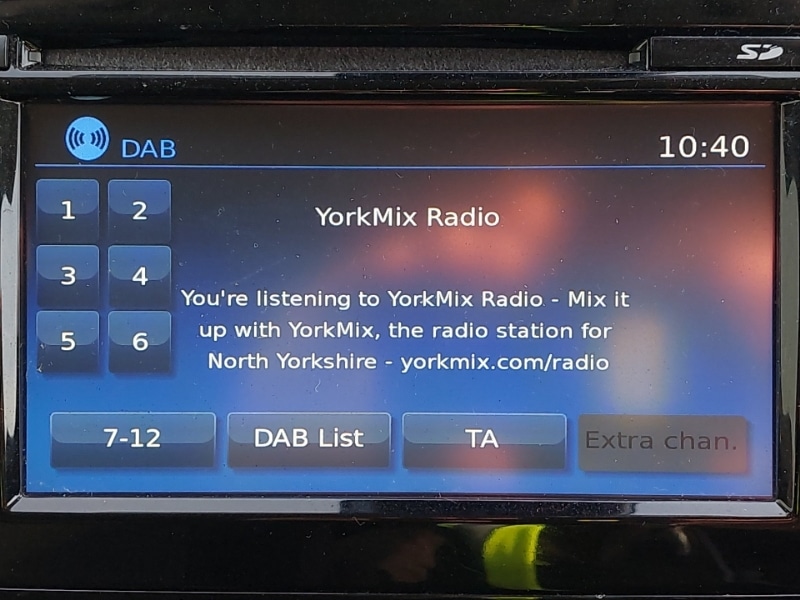 SD
DAB
10:40
1 2
YorkMix Radio
3 4
You're listening to YorkMix Radio - Mix it
up with YorkMix, the radio station for
5 6
North Yorkshire - yorkmix.com/radio
7-12 DAB List TA Extra chan.